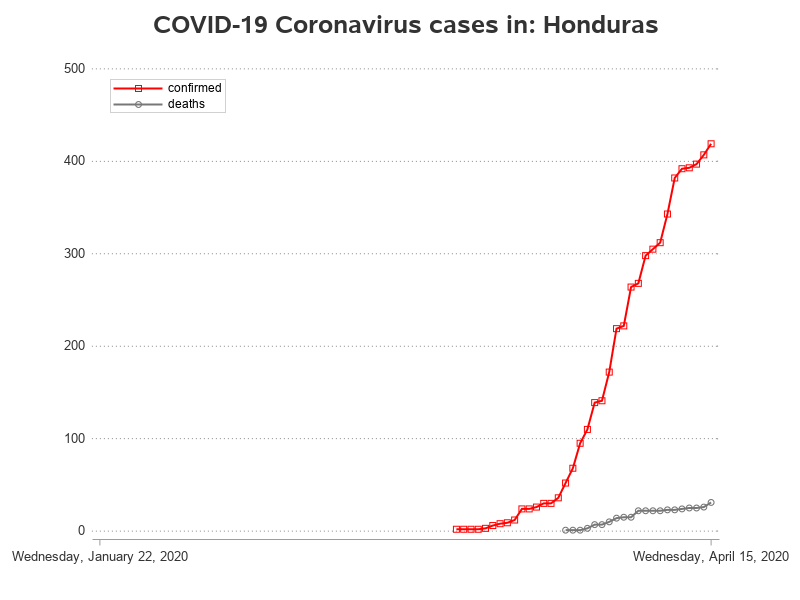 COVID-19 Coronavirus cases in: Honduras
500
confirmed
deaths
400
300
200
100
0
Wednesday, January 22, 2020 Wednesday, April 15, 2020